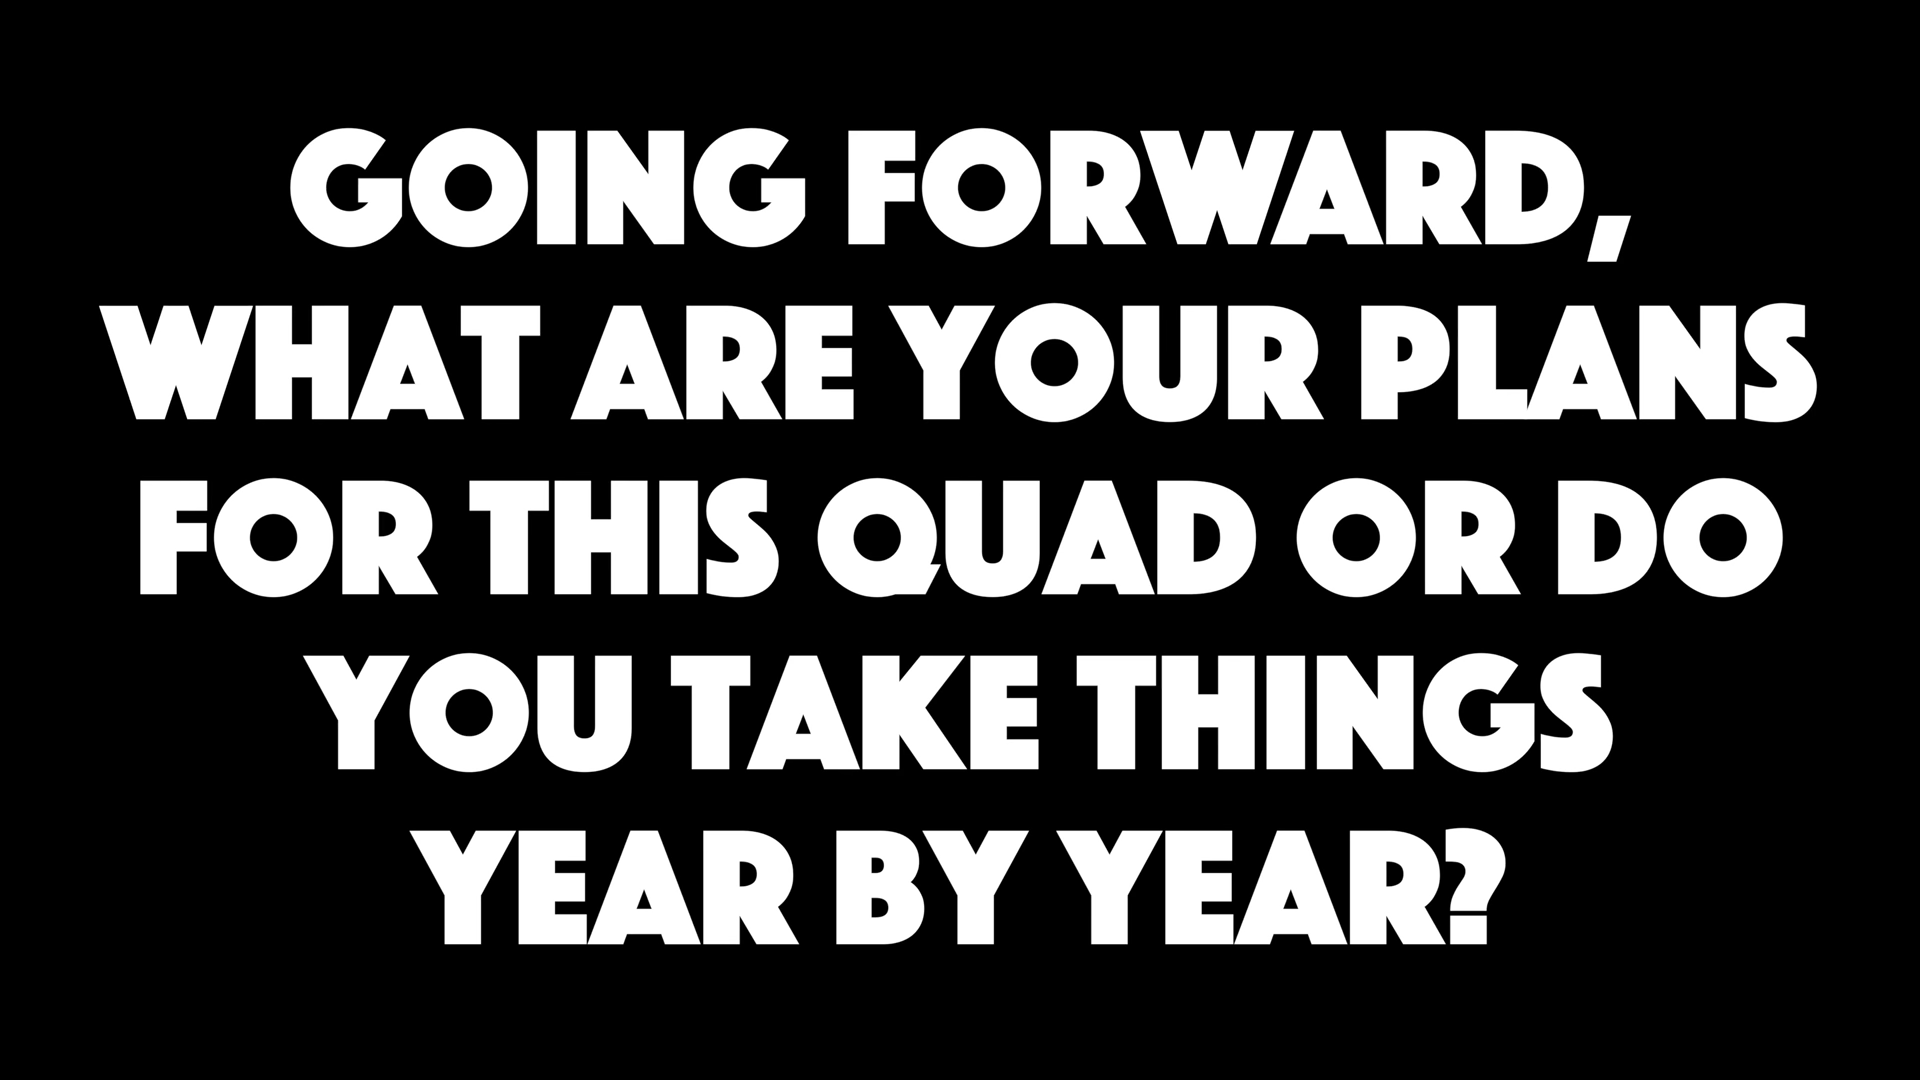 GOING FORWARD,
WHAT ARE YOUR PLANS
FOR THIS QUAD OR DO
YOU TAKE THINGS
YEAR BY YEAR?